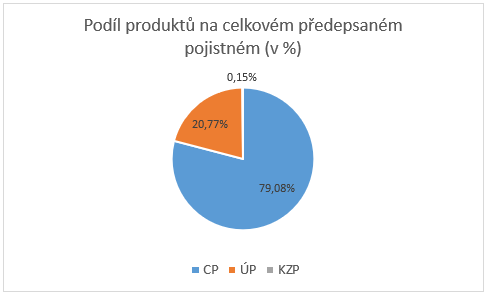 Podíl produktů na celkovém předepsaném
pojistném (v %)
0,15%
20,77%
79,08%
CP ÚP KZP